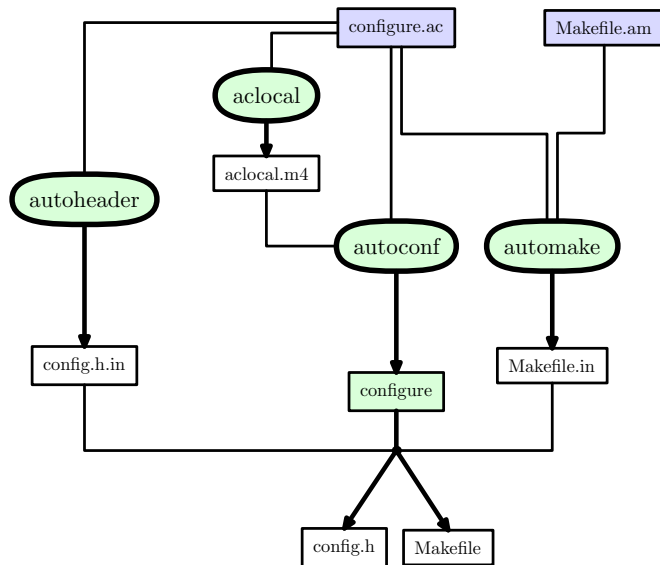 configure.ac
Makefile.am
aclocal
aclocal.m4
autoheader
autoconf
automake
config.h.in
Makefile.in
configure
config.h
Makefile